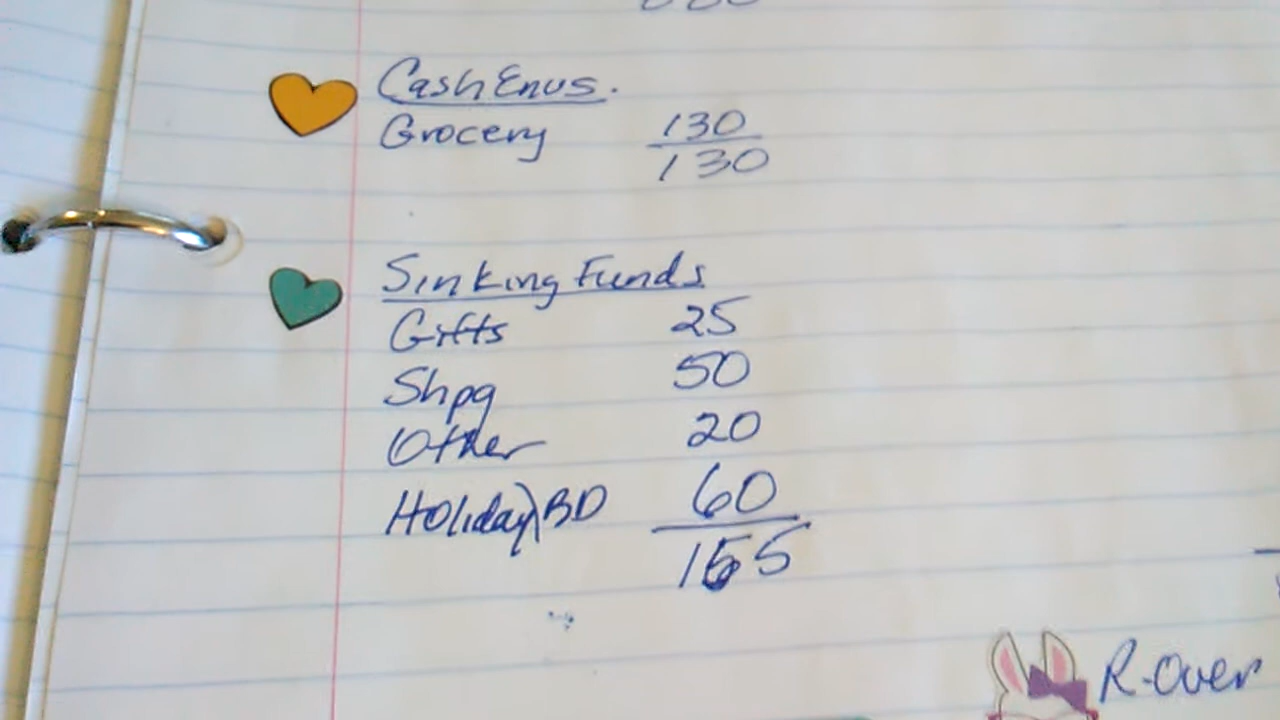 Cash Envs.
Grocery 130
130
Sinking Funds
Gifts 25
Shpg 50
Other 20
Holiday\BD 60
155
R-Over